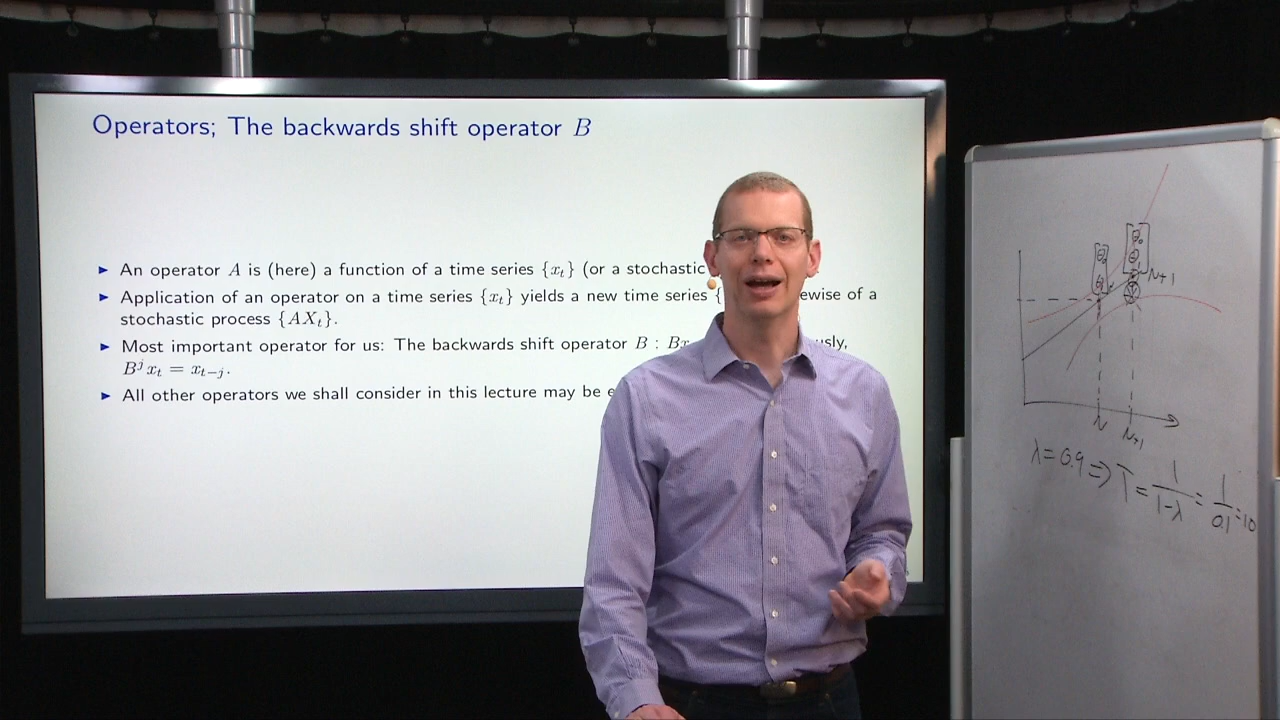 Operators; The backwards shift operator B
► An operator A is (here) a function of a time series {x_t} (or a stochastic
► Application of an operator on a time series {x_t} yields a new time series { ewise of a
stochastic process {AX_t}.
► Most important operator for us: The backwards shift operator B : Bx usly,
B^j x_t = x_{t-j}.
► All other operators we shall consider in this lecture may be e
N+1
N
N+1
λ=0.9 ⇒ T = 1/(1-λ) = 1/0.1 = 10